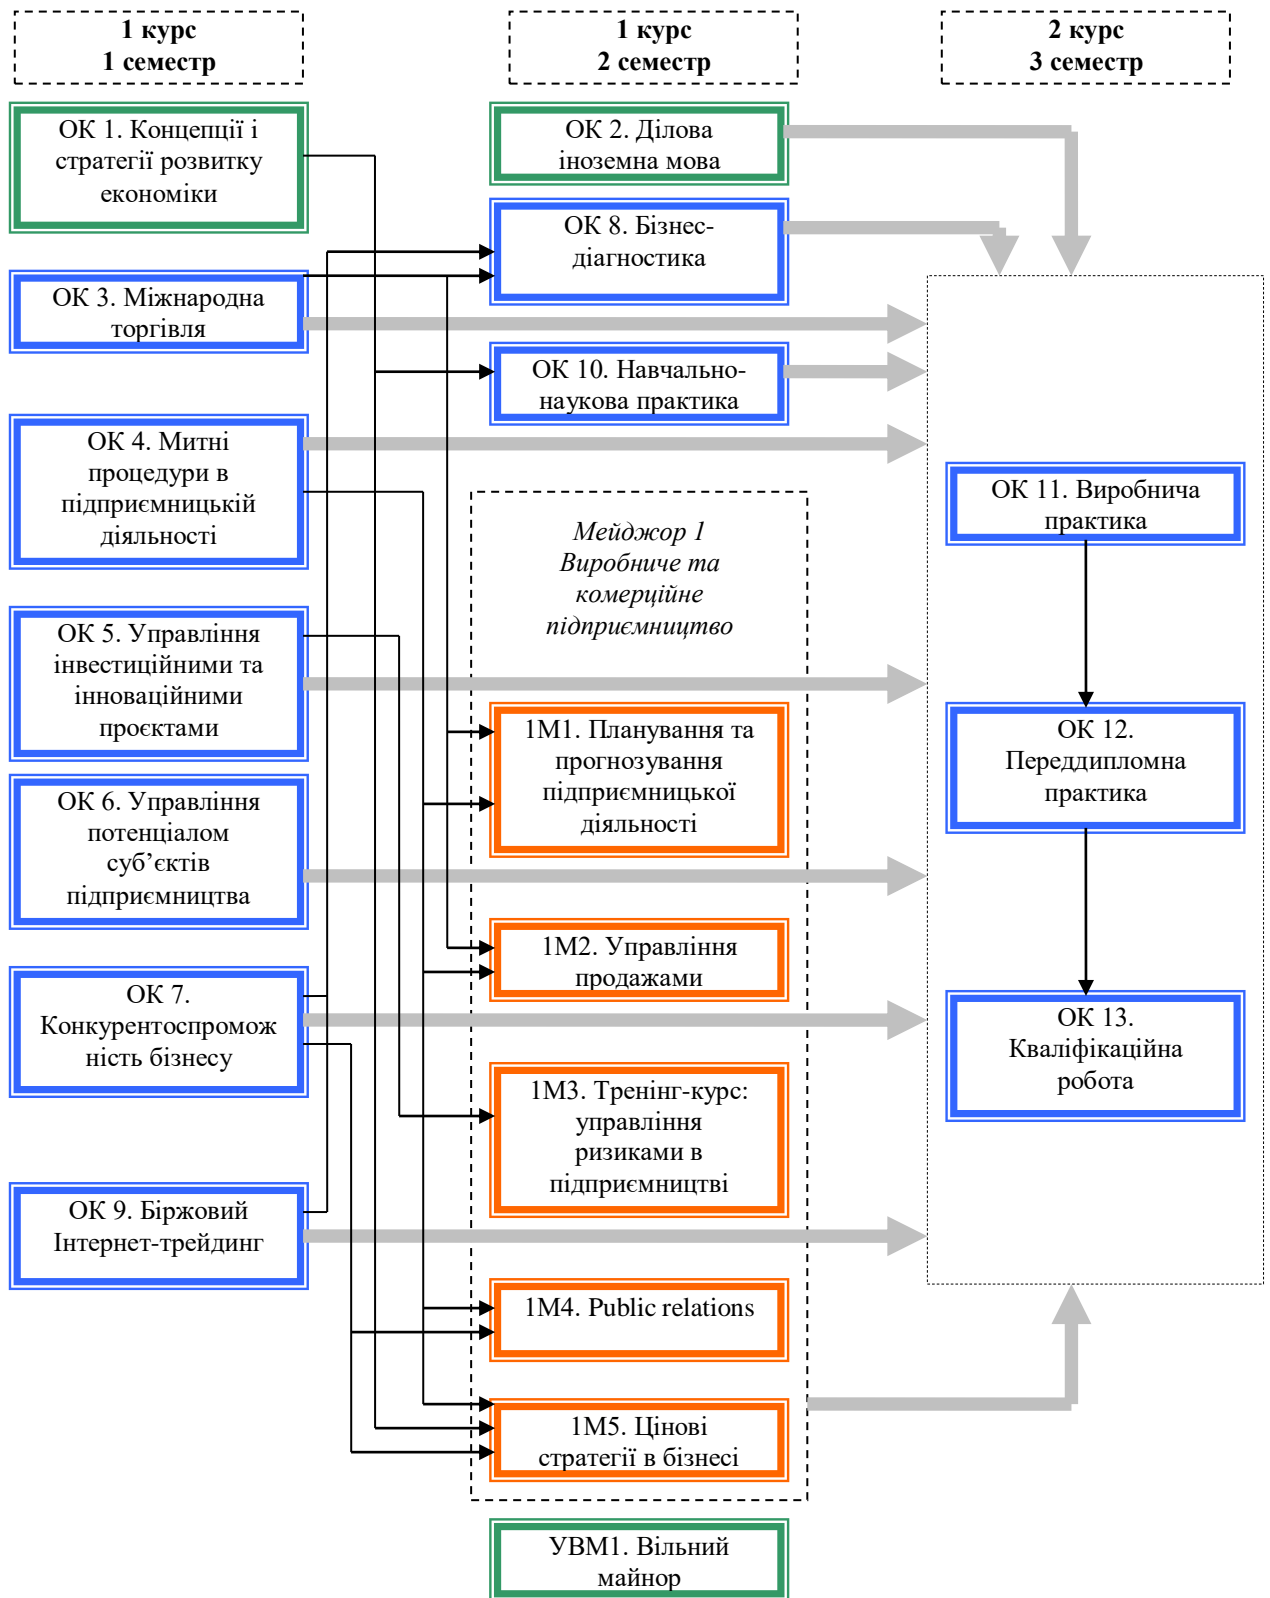 1 курс
1 семестр
1 курс
2 семестр
2 курс
3 семестр
ОК 1. Концепції і
стратегії розвитку
економіки
ОК 3. Міжнародна
торгівля
ОК 4. Митні
процедури в
підприємницькій
діяльності
ОК 5. Управління
інвестиційними та
інноваційними
проєктами
ОК 6. Управління
потенціалом
суб’єктів
підприємництва
ОК 7.
Конкурентоспромож
ність бізнесу
ОК 9. Біржовий
Інтернет-трейдинг
ОК 2. Ділова
іноземна мова
ОК 8. Бізнес-
діагностика
ОК 10. Навчально-
наукова практика
Мейджор 1
Виробниче та
комерційне
підприємництво
1М1. Планування та
прогнозування
підприємницької
діяльності
1М2. Управління
продажами
1М3. Тренінг-курс:
управління
ризиками в
підприємництві
1М4. Public relations
1М5. Цінові
стратегії в бізнесі
УВМ1. Вільний
майнор
ОК 11. Виробнича
практика
ОК 12.
Переддипломна
практика
ОК 13.
Кваліфікаційна
робота